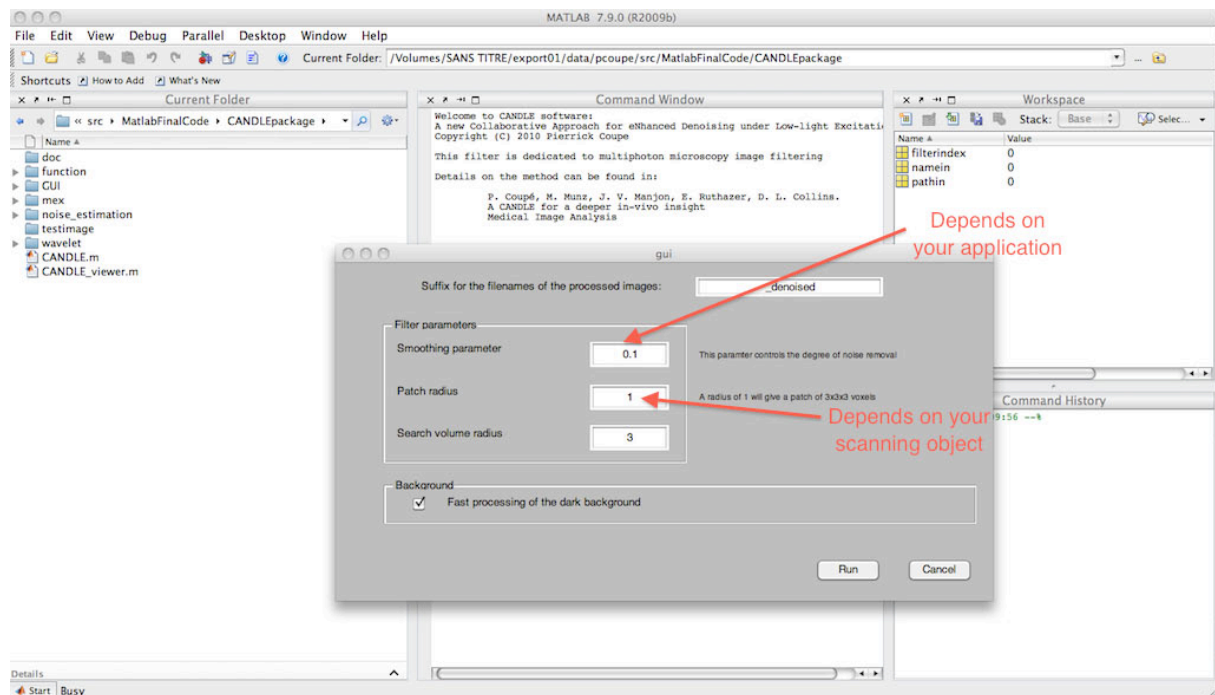 MATLAB 7.9.0 (R2009b)
File Edit View Debug Parallel Desktop Window Help
Current Folder: /Volumes/SANS TITRE/export01/data/pcoupe/src/MatlabFinalCode/CANDLEpackage
Shortcuts How to Add What's New
Current Folder
« src MatlabFinalCode CANDLEpackage
Name
doc
function
GUI
mex
noise_estimation
testimage
wavelet
CANDLE.m
CANDLE_viewer.m
Details
Start Busy
Command Window
Welcome to CANDLE software:
A new Collaborative Approach for eNhanced Denoising under Low-light Excitati
Copyright (C) 2010 Pierrick Coupe
This filter is dedicated to multiphoton microscopy image filtering
Details on the method can be found in:
P. Coupé, M. Munz, J. V. Manjon, E. Ruthazer, D. L. Collins.
A CANDLE for a deeper in-vivo insight
Medical Image Analysis
Workspace
Stack: Base Selec...
Name Value
filterindex 0
namein 0
pathin 0
Depends on
your application
gui
Suffix for the filenames of the processed images: _denoised
Filter parameters
Smoothing parameter 0.1 This paramter controls the degree of noise removal
Patch radius 1 A radius of 1 will give a patch of 3x3x3 voxels
Depends on your
scanning object
Search volume radius 3
Background
Fast processing of the dark background
Run Cancel
Command History
9:56 --%